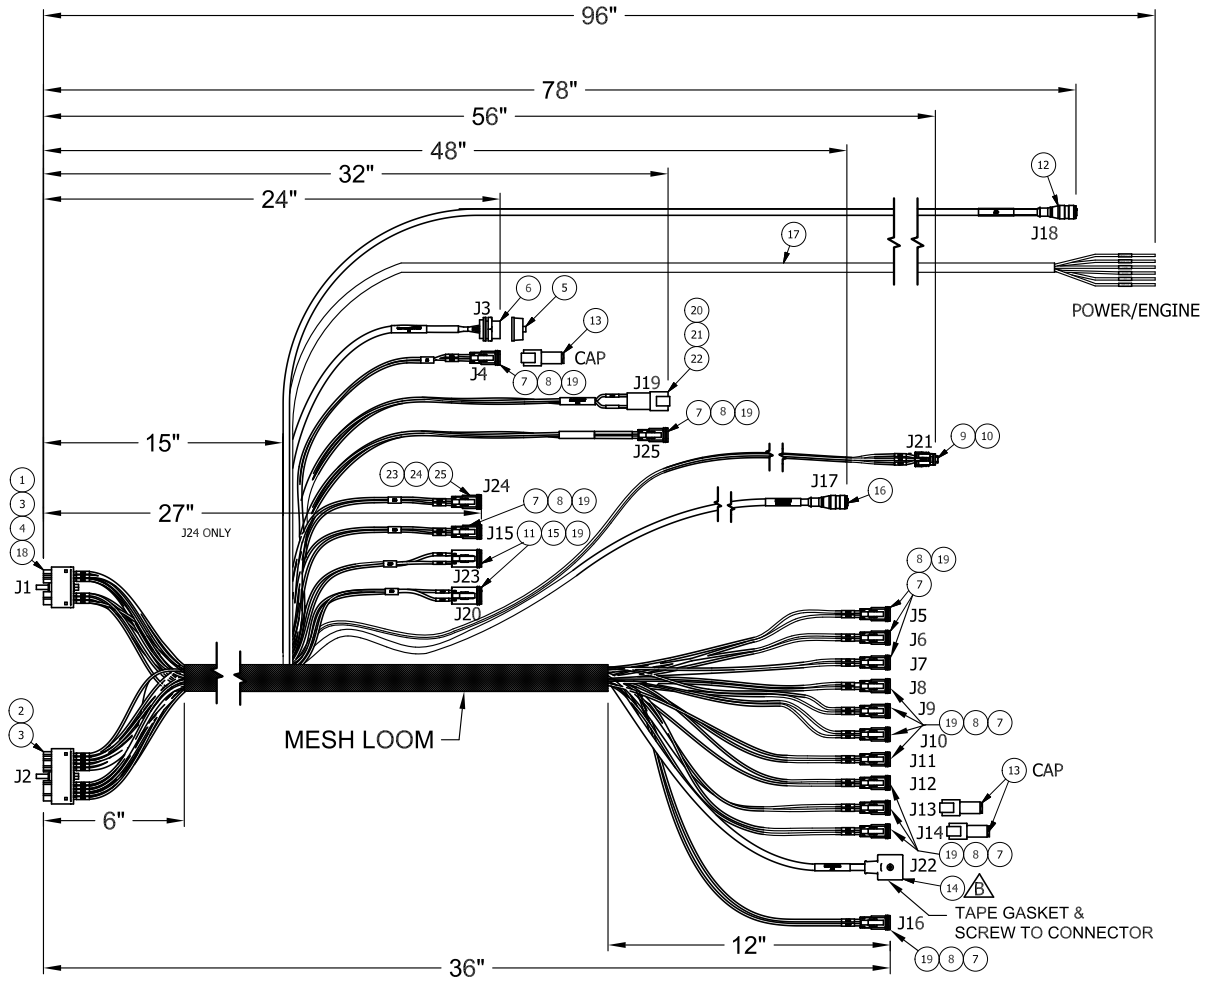 96"
78"
56"
48"
32"
24"
12
J18
17
POWER/ENGINE
J3
6
5
13
CAP
J4
7 8 19
20
21
22
J19
7 8 19
J25
15"
J21
9 10
1
3
4
18
J1
27"
J24 ONLY
23 24 25
J24
7 8 19
J15
11 15 19
J23
J20
J17
16
8 19
7
J5
J6
J7
J8
J9
19 8 7
J10
J11
J12
13 CAP
J13
J14
19 8 7
J22
14
B
TAPE GASKET &
SCREW TO CONNECTOR
J16
19 8 7
MESH LOOM
2
3
J2
6"
12"
36"